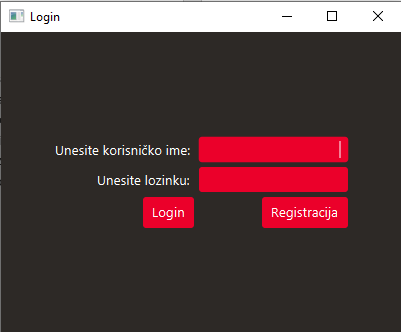 Login
Unesite korisničko ime:
Unesite lozinku:
Login Registracija